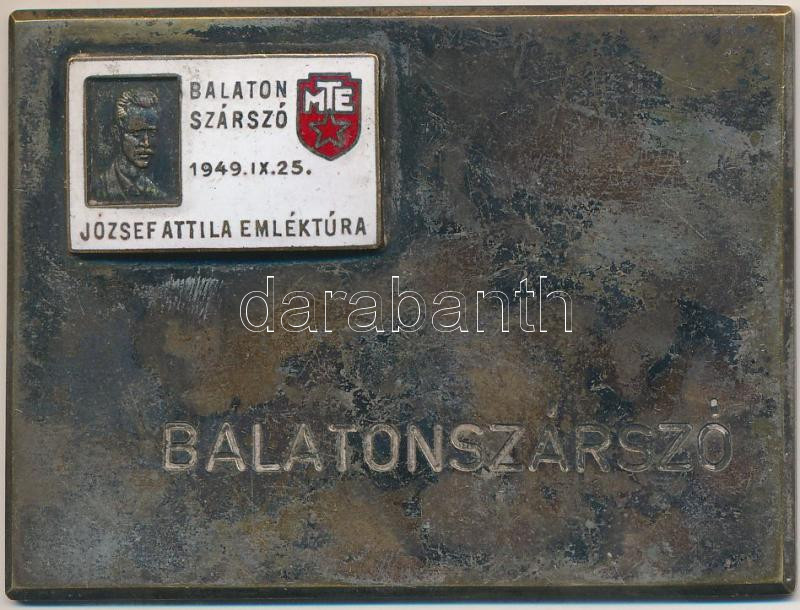 BALATON
SZÁRSZÓ
MTE
1949.IX.25.
JÓZSEF ATTILA EMLÉKTÚRA
darabanth
BALATONSZÁRSZÓ